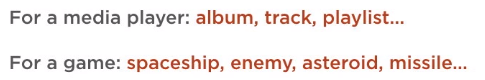 For a media player: album, track, playlist...
For a game: spaceship, enemy, asteroid, missile...